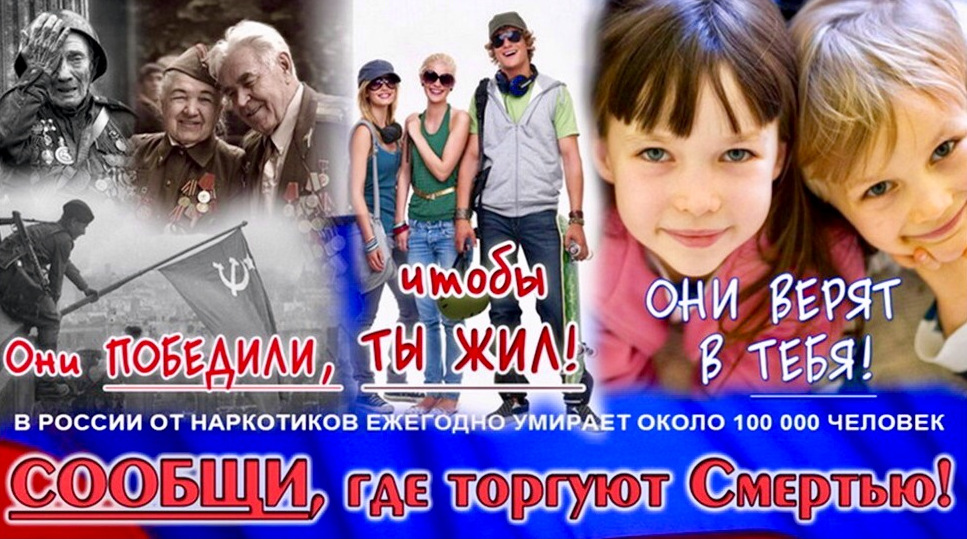 Они ПОБЕДИЛИ,
чтобы
ТЫ ЖИЛ!
ОНИ ВЕРЯТ
В ТЕБЯ!
В РОССИИ ОТ НАРКОТИКОВ ЕЖЕГОДНО УМИРАЕТ ОКОЛО 100 000 ЧЕЛОВЕК
СООБЩИ, где торгуют Смертью!